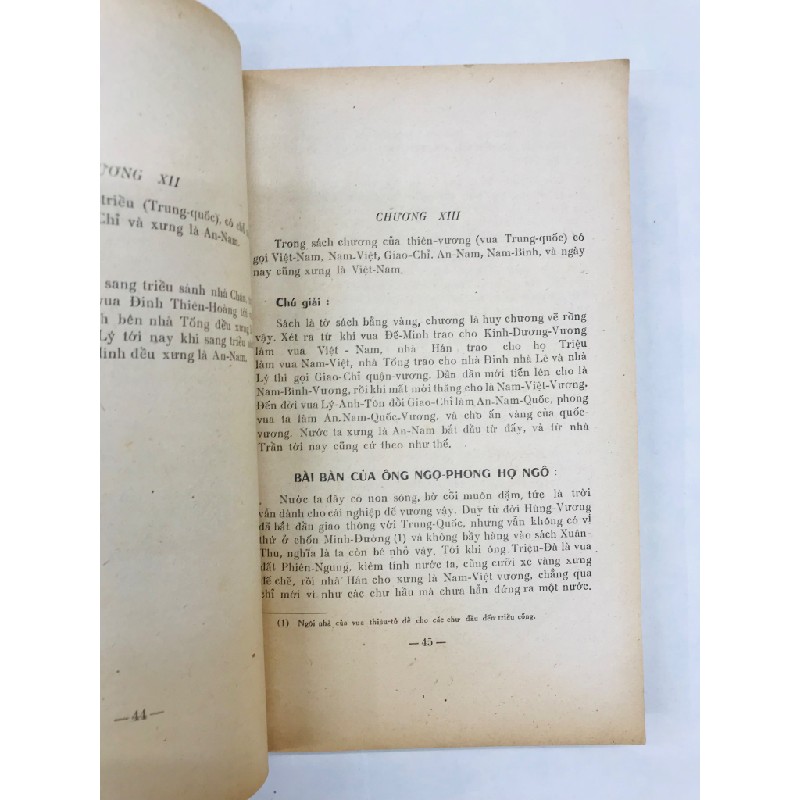 ƯƠNG XII
triều (Trung-quốc), có chỗ
Chỉ và xưng là An-Nam.
sang triều sánh nhà Châu,
vua Đinh Thiên-Hoàng tới
h bên nhà Tống đều xưng
Lý tới nay khi sang triều
Minh đều xưng là An-Nam.
—44—
CHƯƠNG XIII
Trong sách chương của thiên-vương (vua Trung-quốc) có
gọi Việt-Nam, Nam-Việt, Giao-Chỉ, An-Nam, Nam-Bình, và ngày
nay cũng xưng là Việt-Nam.
Chú giải :
Sách là tờ sách bằng vàng, chương là huy chương vẽ rồng
vậy. Xét ra từ khi vua Đế-Minh trao cho Kinh-Dương-Vương
làm vua Việt - Nam, nhà Hán trao cho họ Triệu
làm vua Nam-Việt, nhà Tống trao cho nhà Đinh nhà Lê và nhà
Lý thì gọi Giao-Chỉ quận-vương. Dần dần mới tiến lên cho là
Nam-Bình-Vương, rồi khi mất mới thăng cho là Nam-Việt-Vương.
Đến đời vua Lý-Anh-Tôn đổi Giao-Chỉ làm An-Nam-Quốc, phong
vua ta làm An-Nam-Quốc-Vương, và cho ấn vàng của quốc-
vương. Nước ta xưng là An-Nam bắt đầu từ đấy, và từ nhà
Trần tới nay cũng cứ theo như thế.
BÀI BÀN CỦA ÔNG NGỌ-PHONG HỌ NGÔ :
Nước ta đây có non sông, bờ cõi muôn dặm, tức là trời
vẫn dành cho cái nghiệp đế vương vậy. Duy từ đời Hùng-Vương
đã bắt đầu giao thông với Trung-Quốc, nhưng vẫn không có vị
thứ ở chốn Minh-Đường (1) và không bầy hàng vào sách Xuân-
Thu, nghĩa là ta còn bé nhỏ vậy. Tới khi ông Triệu-Đà là vua
đất Phiên-Ngung, kiêm tính nước ta, cũng cưỡi xe vàng xưng
đế chế, rồi nhà Hán cho xưng là Nam-Việt vương, chẳng qua
chỉ mới ví như các chư hầu mà chưa hẳn đứng ra một nước.
(1) Ngôi nhà của vua thiên-tử để cho các chư hầu đến triều cống.
—45—